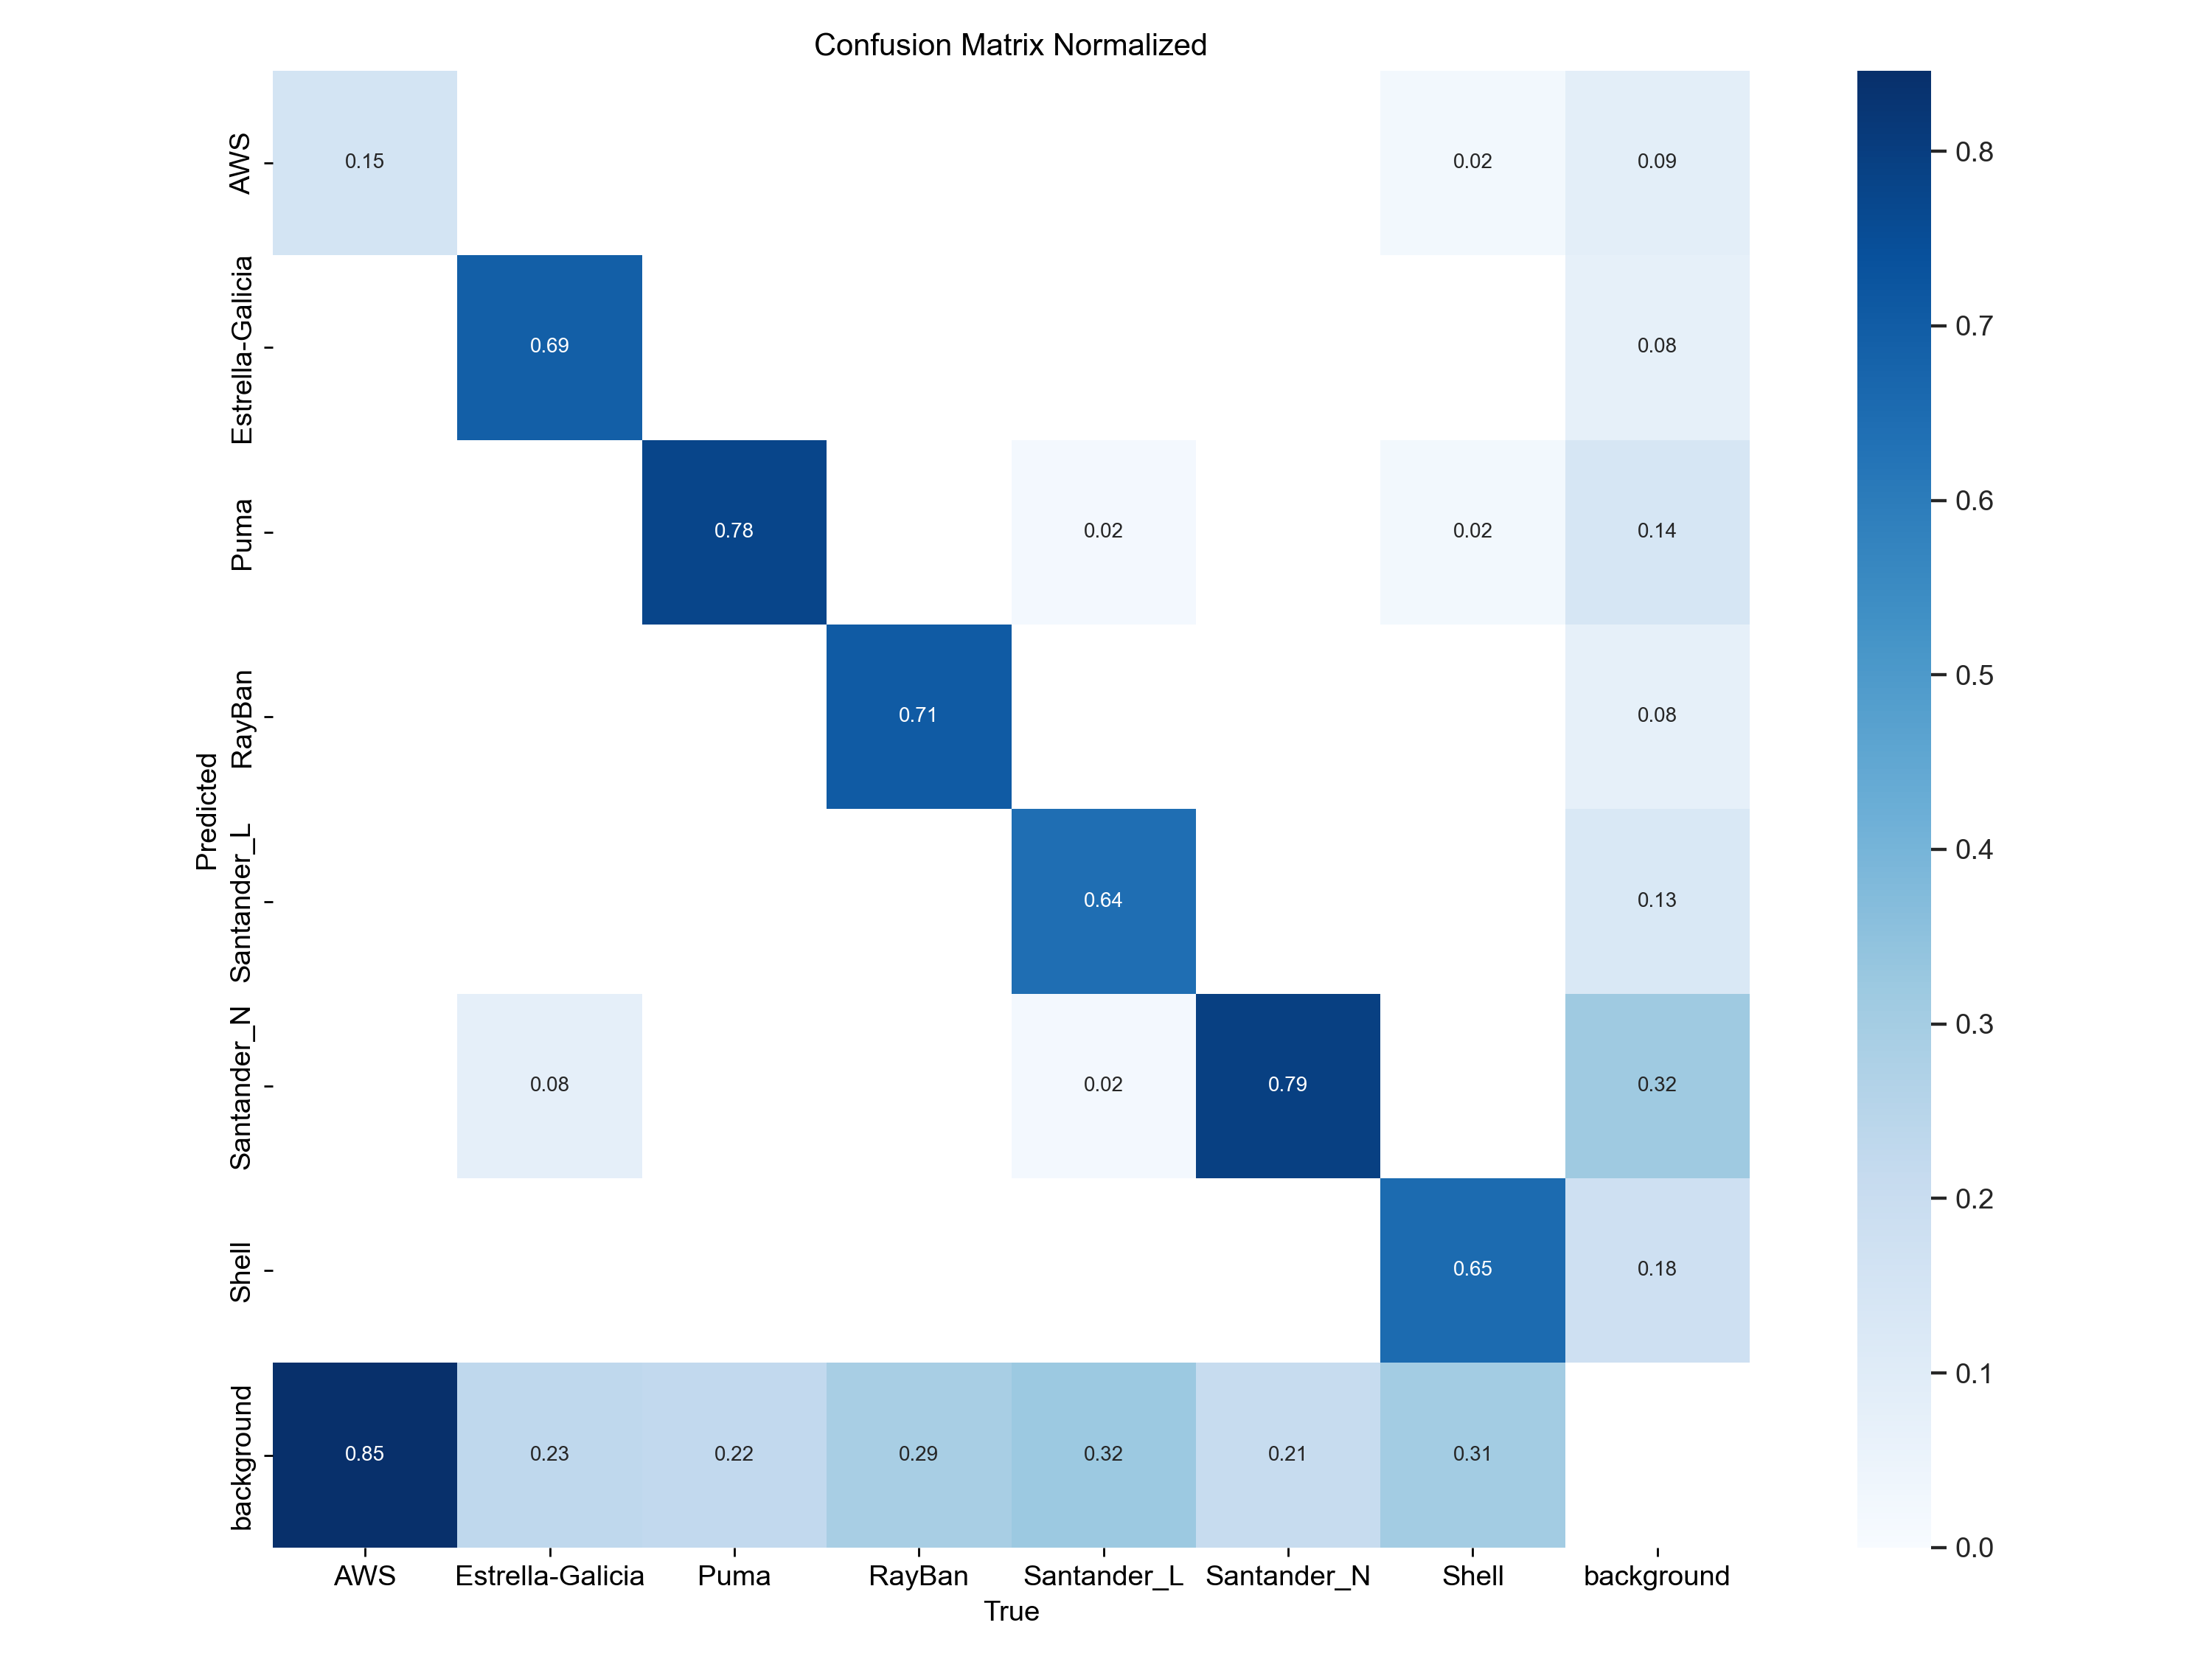 Confusion Matrix Normalized
Predicted
AWS
0.15
0.02
0.09
Estrella-Galicia
0.69
0.08
Puma
0.78
0.02
0.02
0.14
RayBan
0.71
0.08
Santander_L
0.64
0.13
Santander_N
0.08
0.02
0.79
0.32
Shell
0.65
0.18
background
0.85
0.23
0.22
0.29
0.32
0.21
0.31
AWS
Estrella-Galicia
Puma
RayBan
Santander_L
Santander_N
Shell
background
True
0.8
0.7
0.6
0.5
0.4
0.3
0.2
0.1
0.0